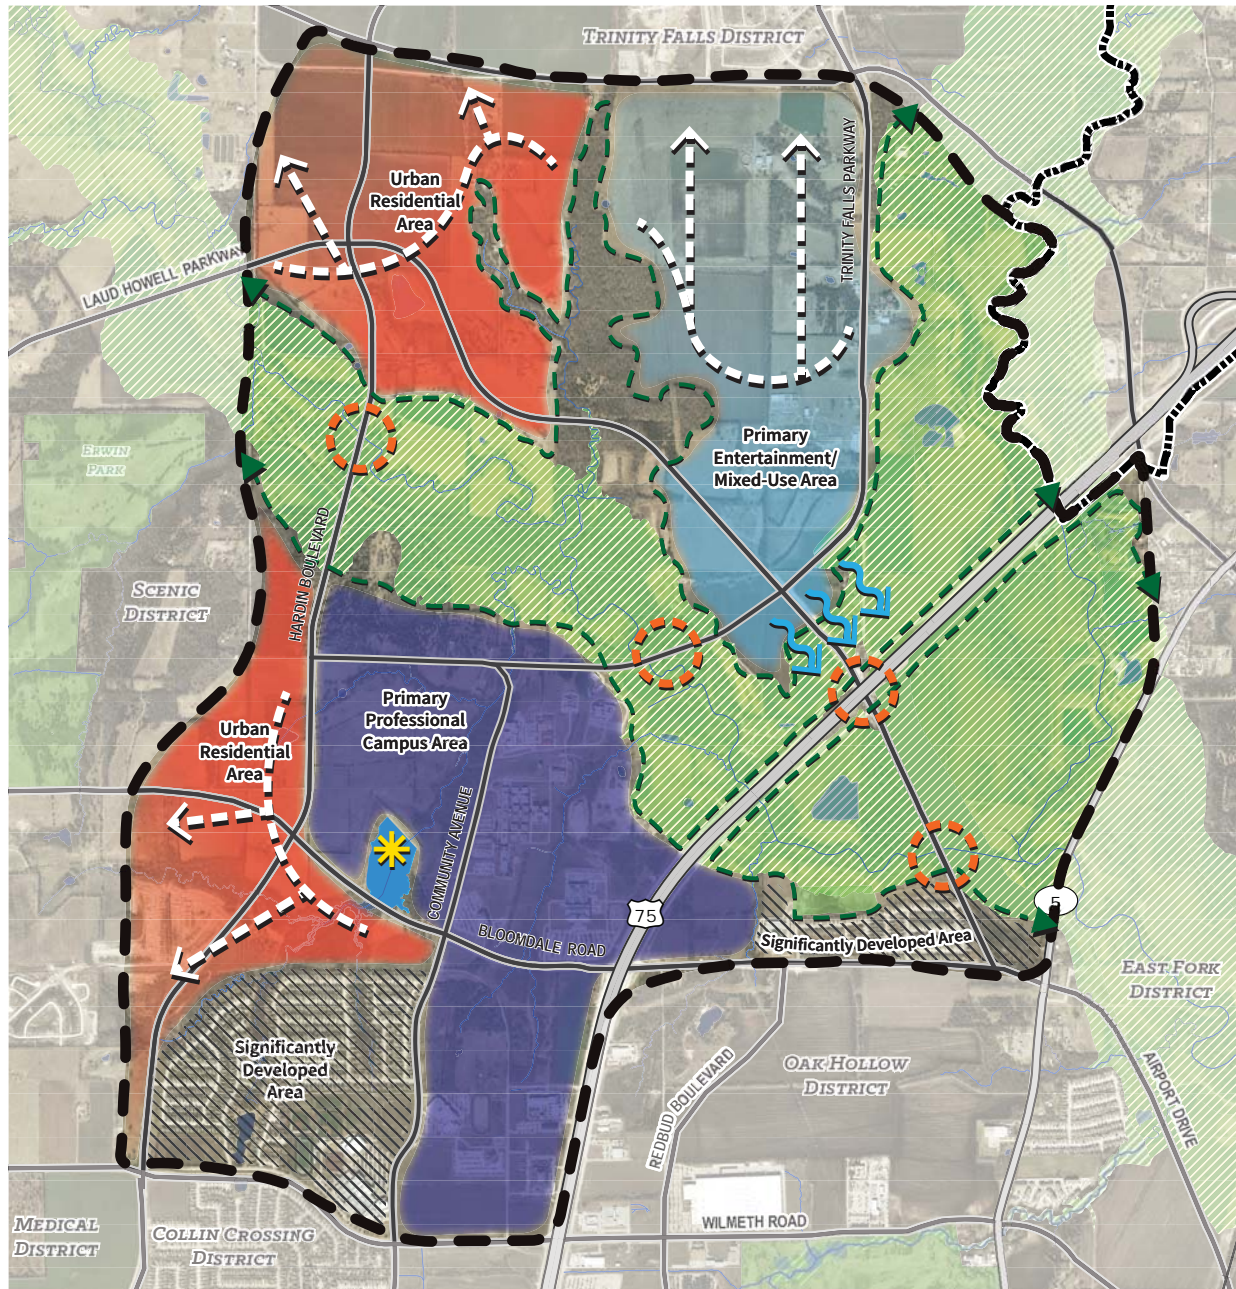 TRINITY FALLS DISTRICT
Urban
Residential
Area
TRINITY FALLS PARKWAY
LAUD HOWELL PARKWAY
Primary
Entertainment/
Mixed-Use Area
ERWIN
PARK
HARDIN BOULEVARD
SCENIC
DISTRICT
Primary
Professional
Campus Area
Urban
Residential
Area
COMMUNITY AVENUE
75
5
BLOOMDALE ROAD
Significantly Developed Area
EAST FORK
DISTRICT
Significantly
Developed
Area
OAK HOLLOW
DISTRICT
REDBUD BOULEVARD
AIRPORT DRIVE
WILMETH ROAD
MEDICAL
DISTRICT
COLLIN CROSSING
DISTRICT